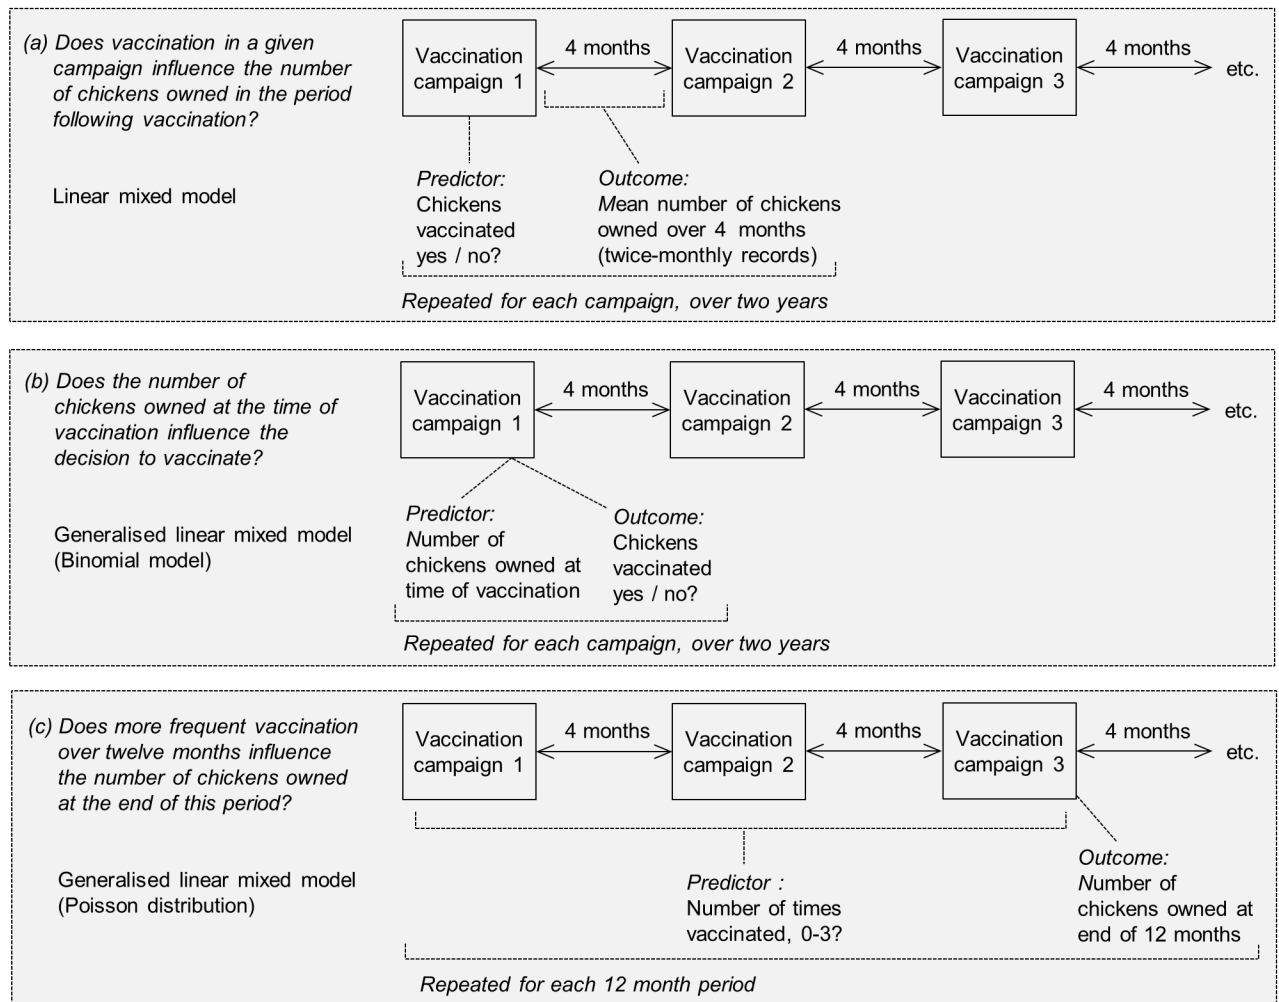 (a) Does vaccination in a given
campaign influence the number
of chickens owned in the period
following vaccination?
Linear mixed model
Vaccination
campaign 1
4 months
Vaccination
campaign 2
4 months
Vaccination
campaign 3
4 months
etc.
Predictor:
Chickens
vaccinated
yes / no?
Outcome:
Mean number of chickens
owned over 4 months
(twice-monthly records)
Repeated for each campaign, over two years
(b) Does the number of
chickens owned at the time of
vaccination influence the
decision to vaccinate?
Generalised linear mixed model
(Binomial model)
Vaccination
campaign 1
4 months
Vaccination
campaign 2
4 months
Vaccination
campaign 3
4 months
etc.
Predictor:
Number of
chickens owned at
time of vaccination
Outcome:
Chickens
vaccinated
yes / no?
Repeated for each campaign, over two years
(c) Does more frequent vaccination
over twelve months influence
the number of chickens owned
at the end of this period?
Generalised linear mixed model
(Poisson distribution)
Vaccination
campaign 1
4 months
Vaccination
campaign 2
4 months
Vaccination
campaign 3
4 months
etc.
Predictor :
Number of times
vaccinated, 0-3?
Outcome:
Number of
chickens owned at
end of 12 months
Repeated for each 12 month period